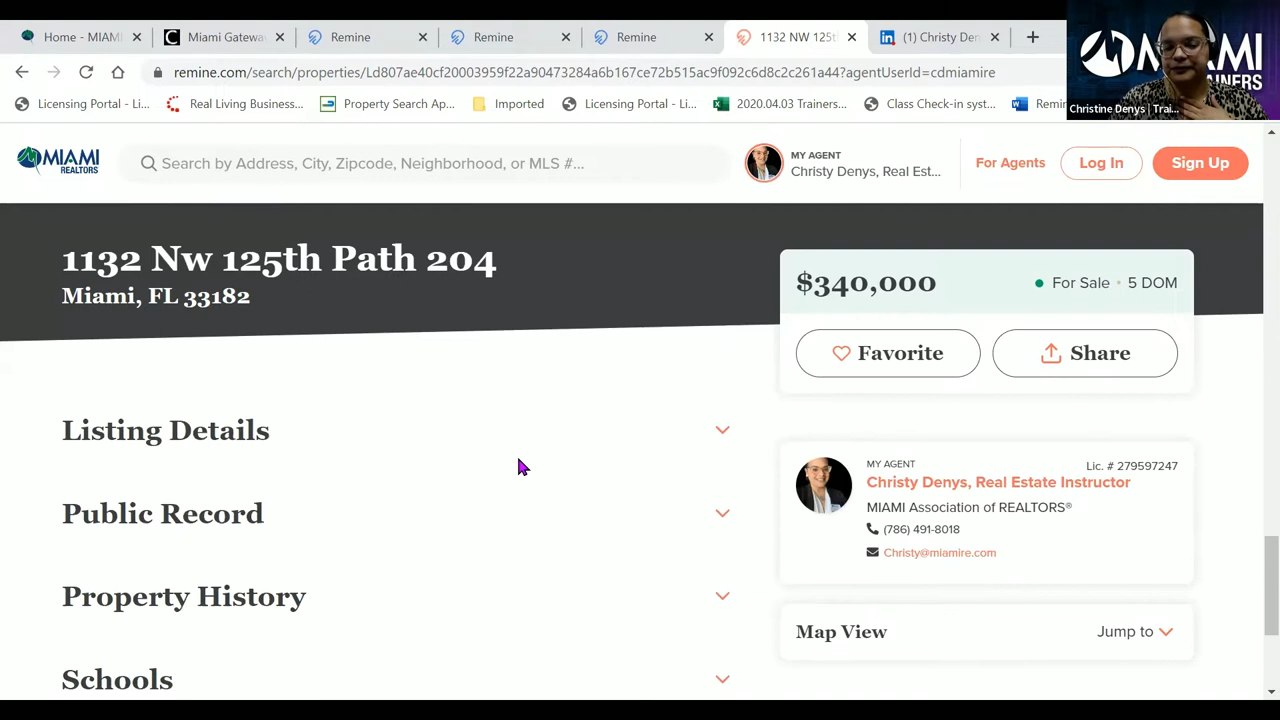 Home - MIAMI
Miami Gatewa
Remine
Remine
Remine
1132 NW 125th
(1) Christy Den
remine.com/search/properties/Ld807ae40cf20003959f22a90473284a6b167ce72b515ac9f092c6d8c2c261a44?agentUserId=cdmiamire
Licensing Portal - Li...
Real Living Business...
Property Search Ap...
Imported
Licensing Portal - Li...
2020.04.03 Trainers...
Class Check-in syst...
MIAMI
Christine Denys | Trai...
MIAMI
REALTORS
Search by Address, City, Zipcode, Neighborhood, or MLS #...
MY AGENT
Christy Denys, Real Est...
For Agents
Log In
Sign Up
1132 Nw 125th Path 204
Miami, FL 33182
$340,000
For Sale • 5 DOM
Favorite
Share
Listing Details
Public Record
Property History
Schools
MY AGENT
Lic. # 279597247
Christy Denys, Real Estate Instructor
MIAMI Association of REALTORS®
(786) 491-8018
Christy@miamire.com
Map View
Jump to